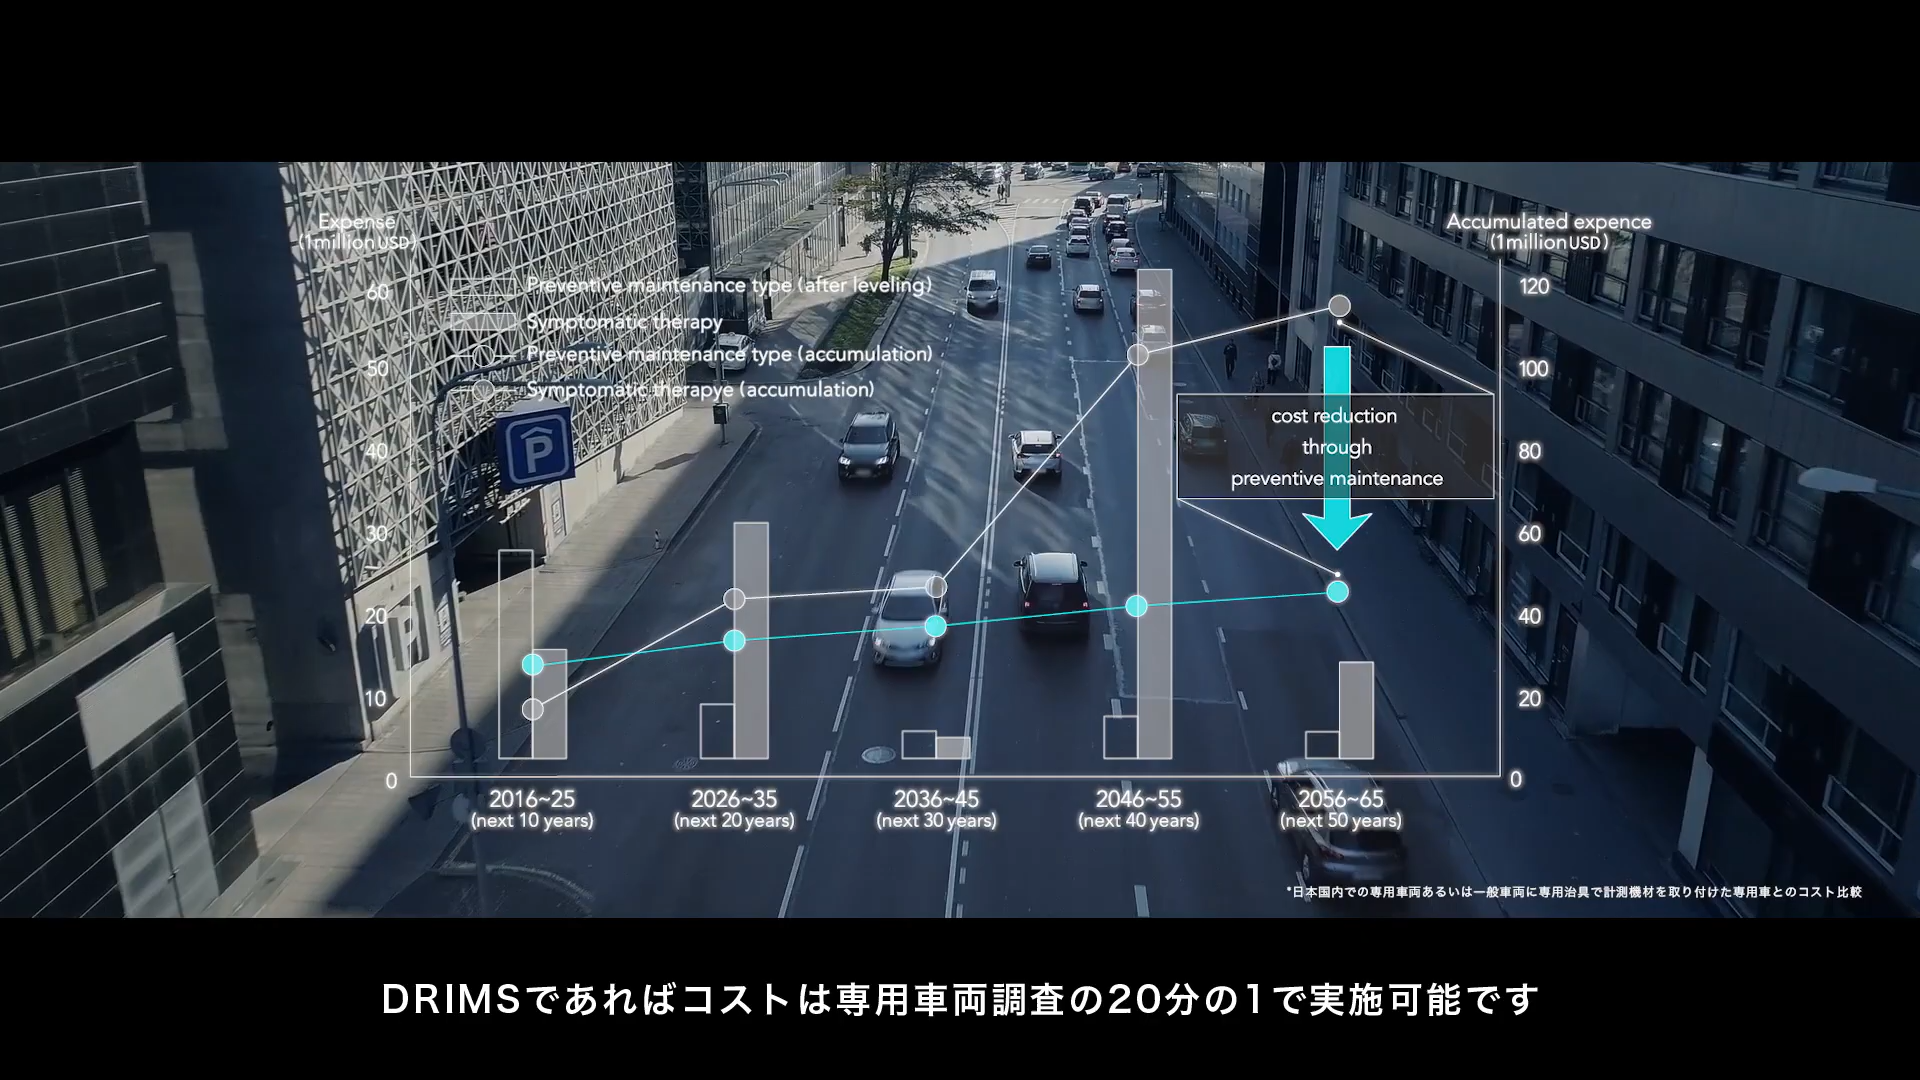 Expense
(1million USD)
Accumulated expence
(1million USD)
Preventive maintenance type (after leveling)
Symptomatic therapy
Preventive maintenance type (accumulation)
Symptomatic therapye (accumulation)
60
50
40
30
20
10
0
120
100
80
60
40
20
0
cost reduction
through
preventive maintenance
P
P
2016~25
(next 10 years)
2026~35
(next 20 years)
2036~45
(next 30 years)
2046~55
(next 40 years)
2056~65
(next 50 years)
*日本国内での専用車両あるいは一般車両に専用治具で計測機材を取り付けた専用車とのコスト比較
DRIMSであればコストは専用車両調査の20分の1で実施可能です